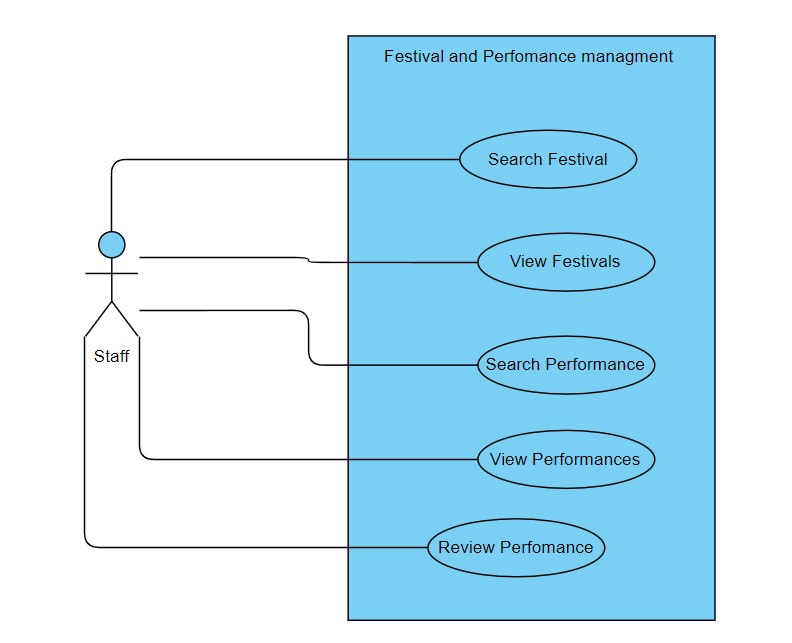 Festival and Perfomance managment
Search Festival
View Festivals
Search Performance
Staff
View Performances
Review Perfomance